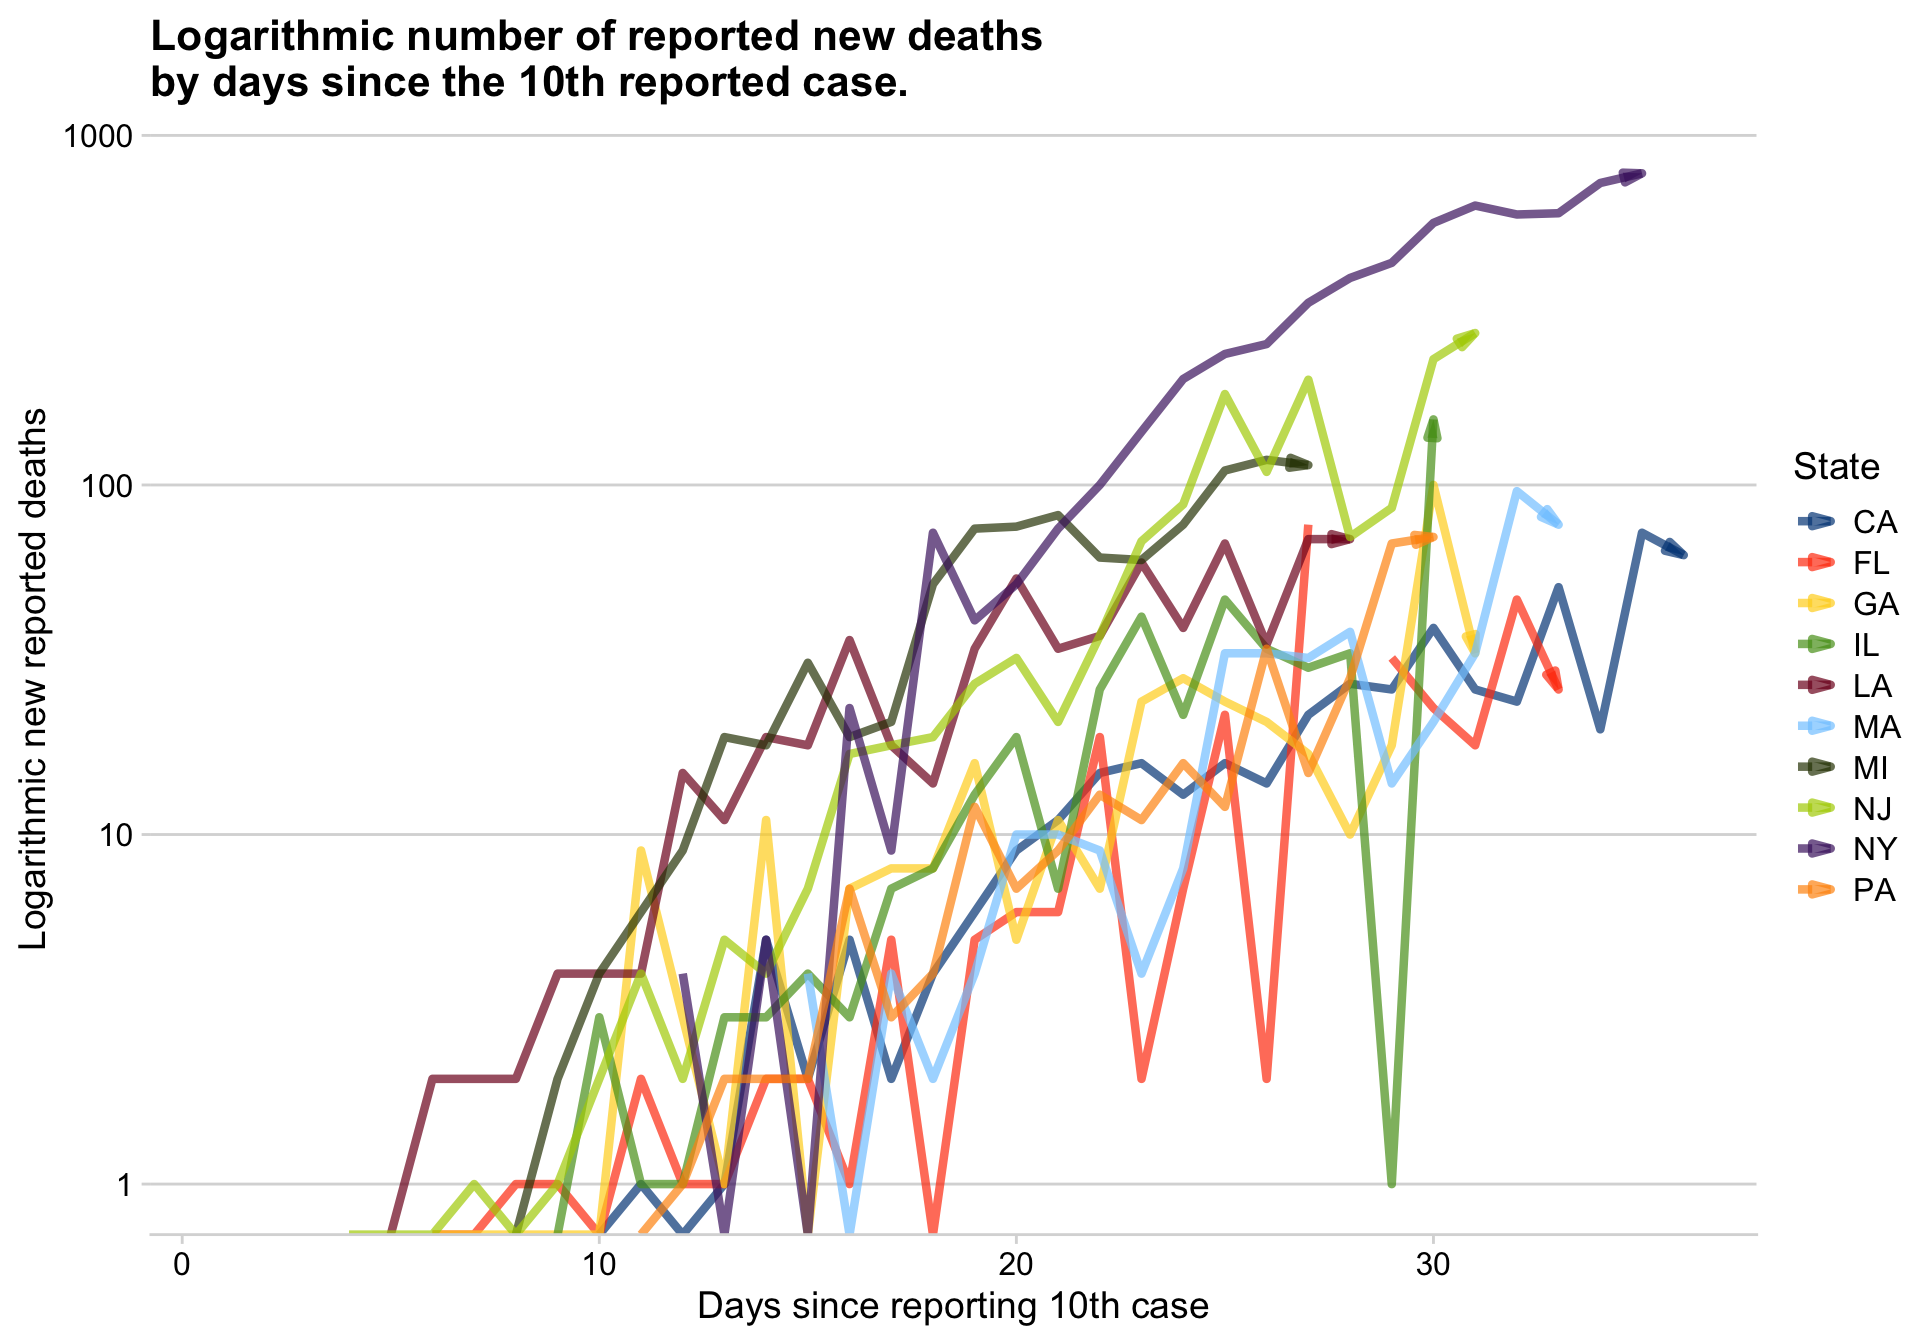 Logarithmic number of reported new deaths
by days since the 10th reported case.
1000
100
10
1
Logarithmic new reported deaths
0
10
20
30
Days since reporting 10th case
State
CA
FL
GA
IL
LA
MA
MI
NJ
NY
PA